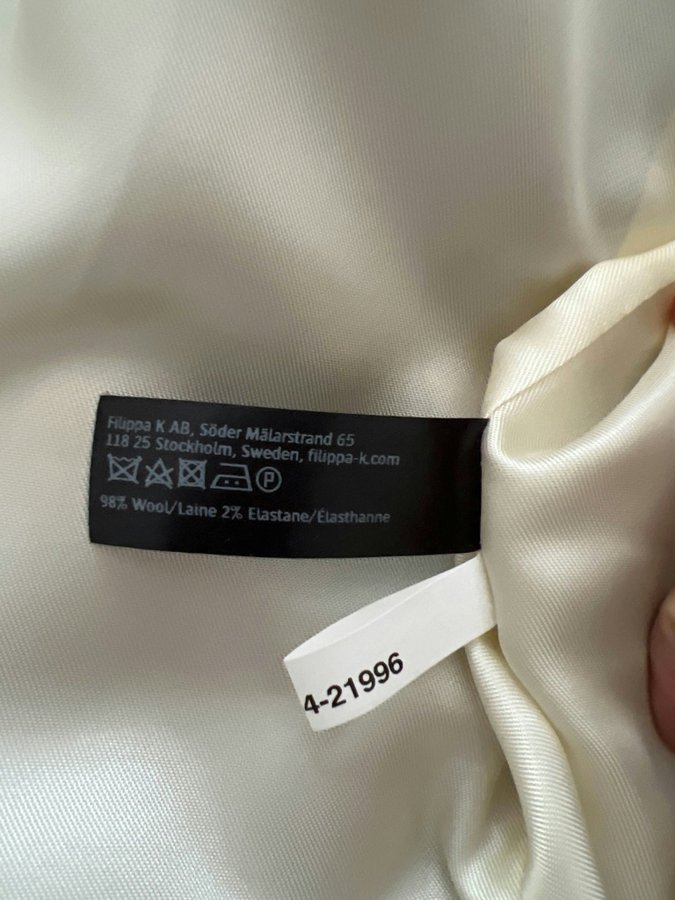 Filippa K AB, Söder Mälarstrand 65
118 25 Stockholm, Sweden, filippa-k.com
P
98% Wool/Laine 2% Elastane/Élasthanne
4-21996